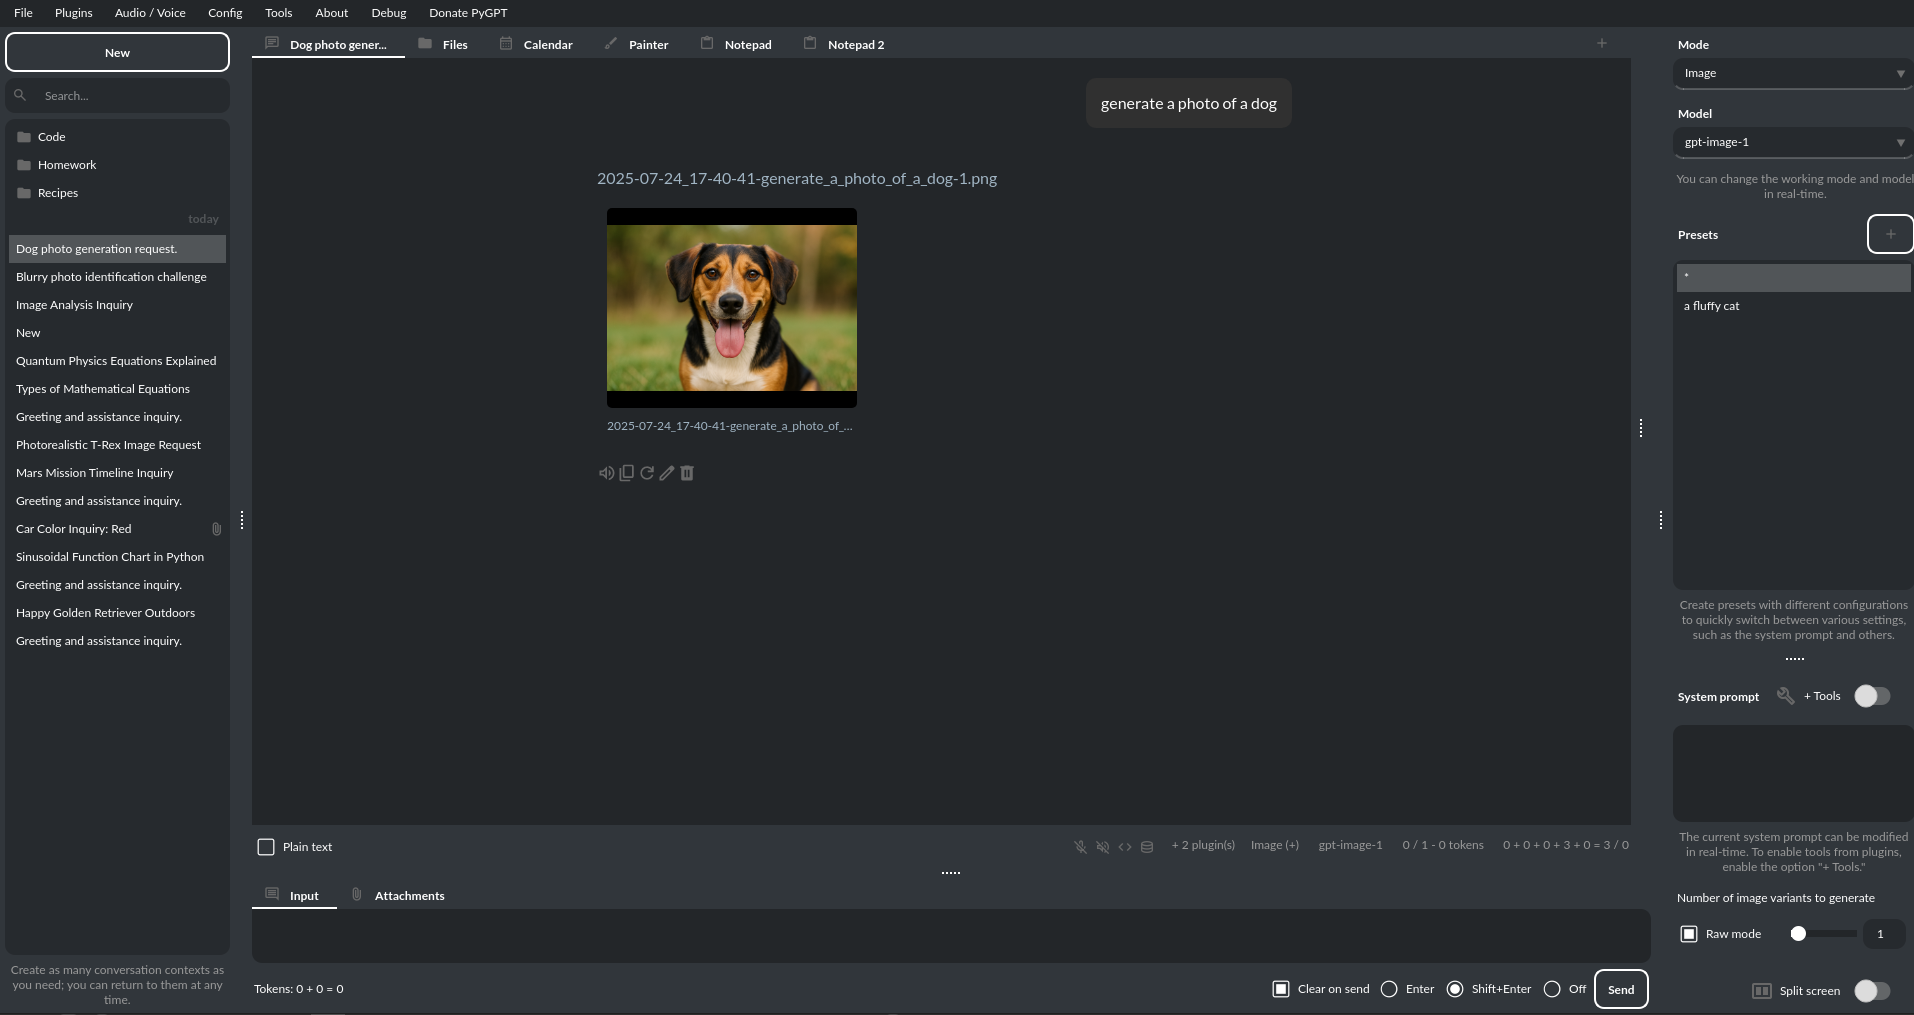 File Plugins Audio / Voice Config Tools About Debug Donate PyGPT
New
Search...
Code
Homework
Recipes
today
Dog photo generation request.
Blurry photo identification challenge
Image Analysis Inquiry
New
Quantum Physics Equations Explained
Types of Mathematical Equations
Greeting and assistance inquiry.
Photorealistic T-Rex Image Request
Mars Mission Timeline Inquiry
Greeting and assistance inquiry.
Car Color Inquiry: Red
Sinusoidal Function Chart in Python
Greeting and assistance inquiry.
Happy Golden Retriever Outdoors
Greeting and assistance inquiry.
Create as many conversation contexts as
you need; you can return to them at any
time.
Dog photo gener... Files Calendar Painter Notepad Notepad 2 +
generate a photo of a dog
2025-07-24_17-40-41-generate_a_photo_of_a_dog-1.png
2025-07-24_17-40-41-generate_a_photo_of_...
Plain text
+ 2 plugin(s) Image (+) gpt-image-1 0 / 1 - 0 tokens 0 + 0 + 0 + 3 + 0 = 3 / 0
Input Attachments
Tokens: 0 + 0 = 0
Clear on send Enter Shift+Enter Off Send
Mode
Image
Model
gpt-image-1
You can change the working mode and model
in real-time.
Presets +
*
a fluffy cat
Create presets with different configurations
to quickly switch between various settings,
such as the system prompt and others.
System prompt + Tools
The current system prompt can be modified
in real-time. To enable tools from plugins,
enable the option "+ Tools."
Number of image variants to generate
Raw mode 1
Split screen